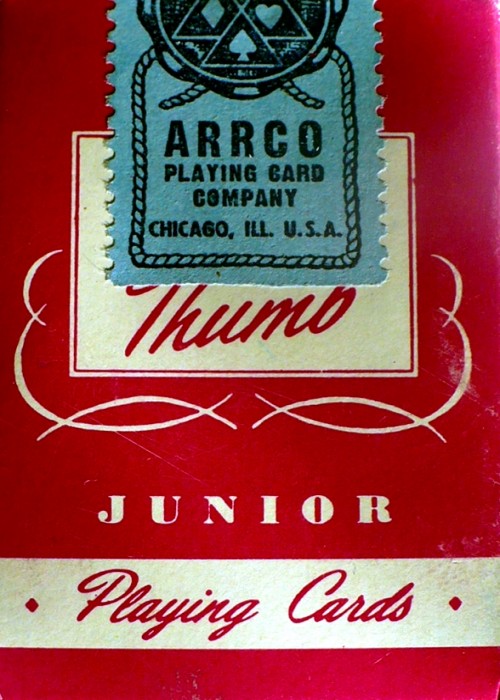 ARRCO
PLAYING CARD
COMPANY
CHICAGO, ILL. U.S.A.
Thumb
JUNIOR
Playing Cards